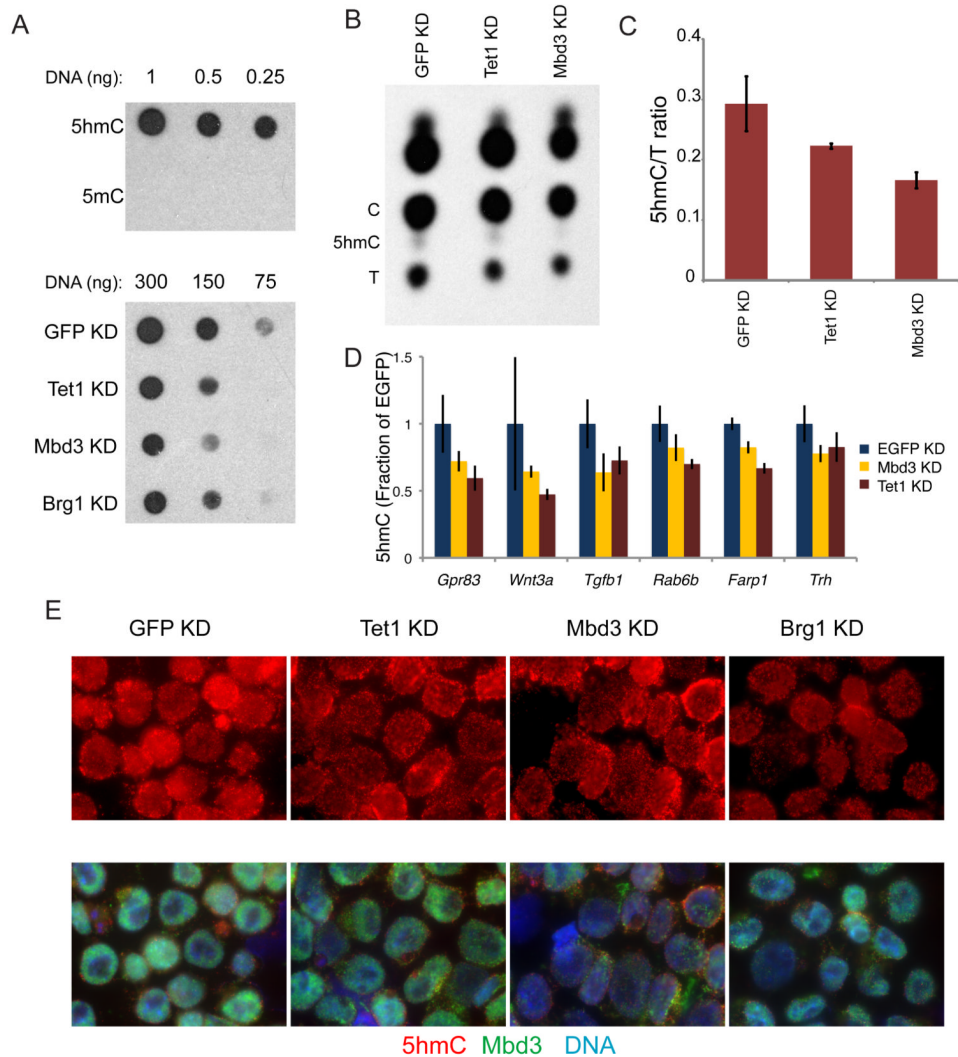 A
DNA (ng): 1 0.5 0.25
5hmC
5mC
DNA (ng): 300 150 75
GFP KD
Tet1 KD
Mbd3 KD
Brg1 KD
B
GFP KD
Tet1 KD
Mbd3 KD
C
5hmC
T
C
5hmC/T ratio
0.4
0.3
0.2
0.1
0
GFP KD
Tet1 KD
Mbd3 KD
D
5hmC (Fraction of EGFP)
1.5
1
0.5
0
Gpr83 Wnt3a Tgfb1 Rab6b Farp1 Trh
EGFP KD
Mbd3 KD
Tet1 KD
E
GFP KD Tet1 KD Mbd3 KD Brg1 KD
5hmC Mbd3 DNA